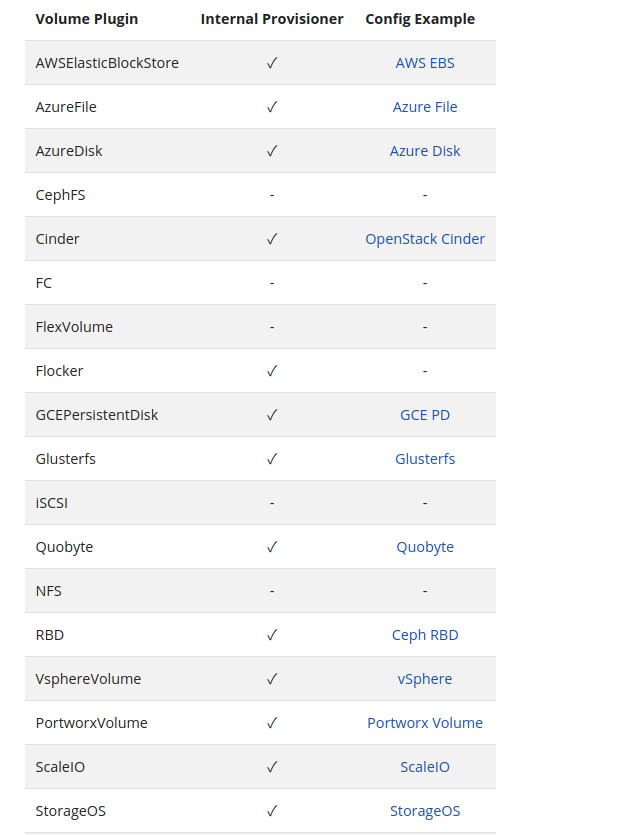 Volume Plugin Internal Provisioner Config Example
AWSElasticBlockStore ✓ AWS EBS
AzureFile ✓ Azure File
AzureDisk ✓ Azure Disk
CephFS - -
Cinder ✓ OpenStack Cinder
FC - -
FlexVolume - -
Flocker ✓ -
GCEPersistentDisk ✓ GCE PD
Glusterfs ✓ Glusterfs
iSCSI - -
Quobyte ✓ Quobyte
NFS - -
RBD ✓ Ceph RBD
VsphereVolume ✓ vSphere
PortworxVolume ✓ Portworx Volume
ScaleIO ✓ ScaleIO
StorageOS ✓ StorageOS